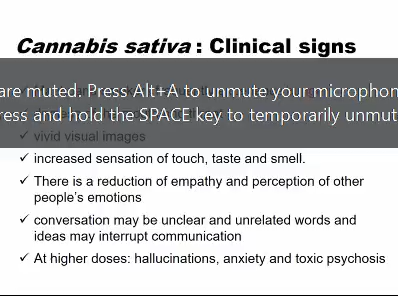 Cannabis sativa : Clinical signs
are muted. Press Alt+A to unmute your microphon
ress and hold the SPACE key to temporarily unmut
✓ vivid visual images
✓ increased sensation of touch, taste and smell.
✓ There is a reduction of empathy and perception of other
people's emotions
✓ conversation may be unclear and unrelated words and
ideas may interrupt communication
✓ At higher doses: hallucinations, anxiety and toxic psychosis